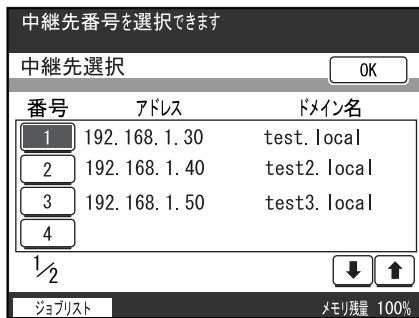 中継先番号を選択できます
中継先選択 OK
番号 アドレス ドメイン名
1 192.168.1.30 test.local
2 192.168.1.40 test2.local
3 192.168.1.50 test3.local
4
1/2
ジョブリスト メモリ残量 100%